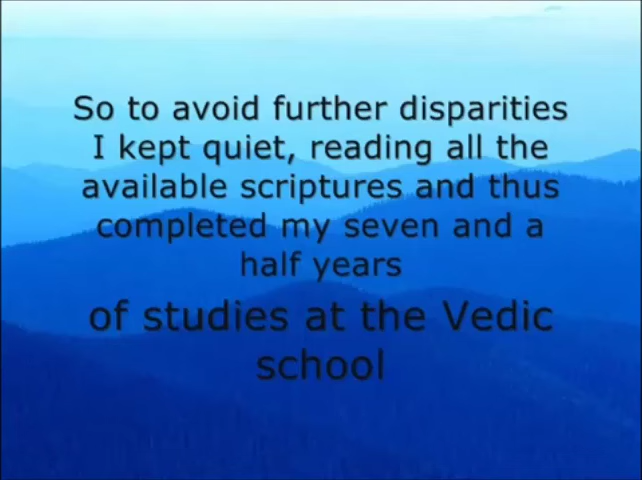 So to avoid further disparities
I kept quiet, reading all the
available scriptures and thus
completed my seven and a
half years
of studies at the Vedic
school